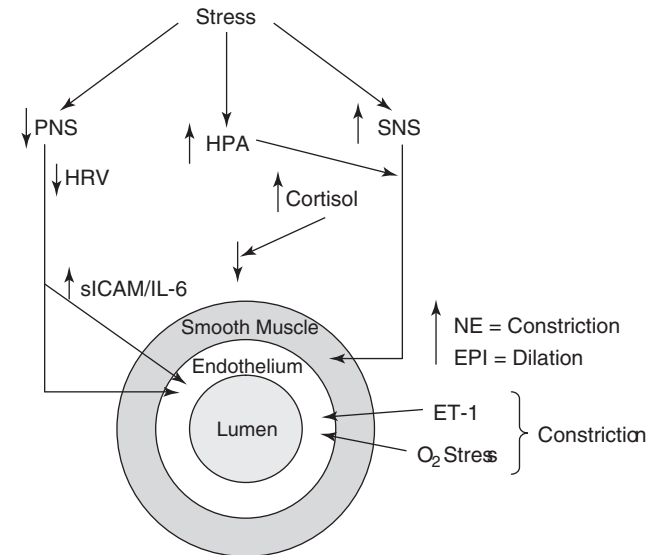 Stress
PNS
HPA
SNS
HRV
Cortisol
sICAM/IL-6
Smooth Muscle
NE = Constriction
EPI = Dilation
Endothelium
ET-1
Lumen
Constriction
O₂ Stress